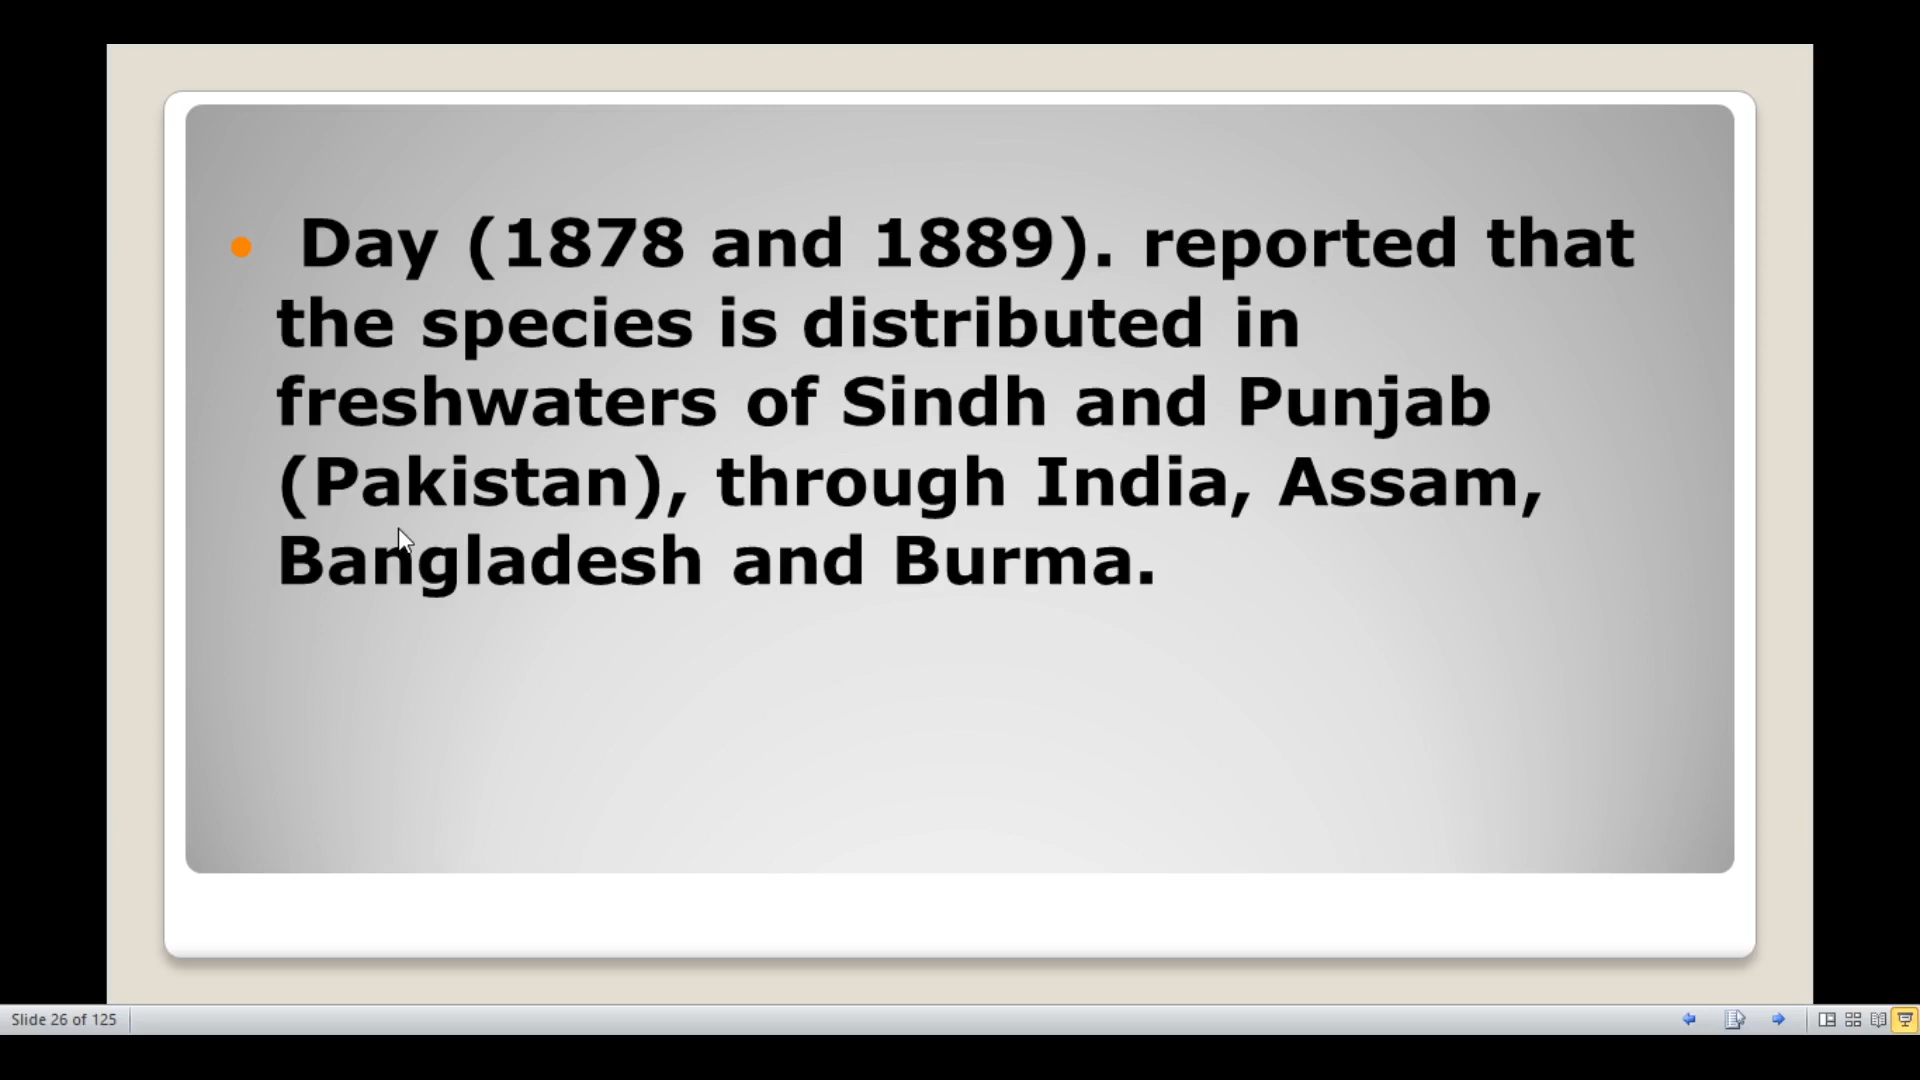 Day (1878 and 1889). reported that
the species is distributed in
freshwaters of Sindh and Punjab
(Pakistan), through India, Assam,
Bangladesh and Burma.
Slide 26 of 125